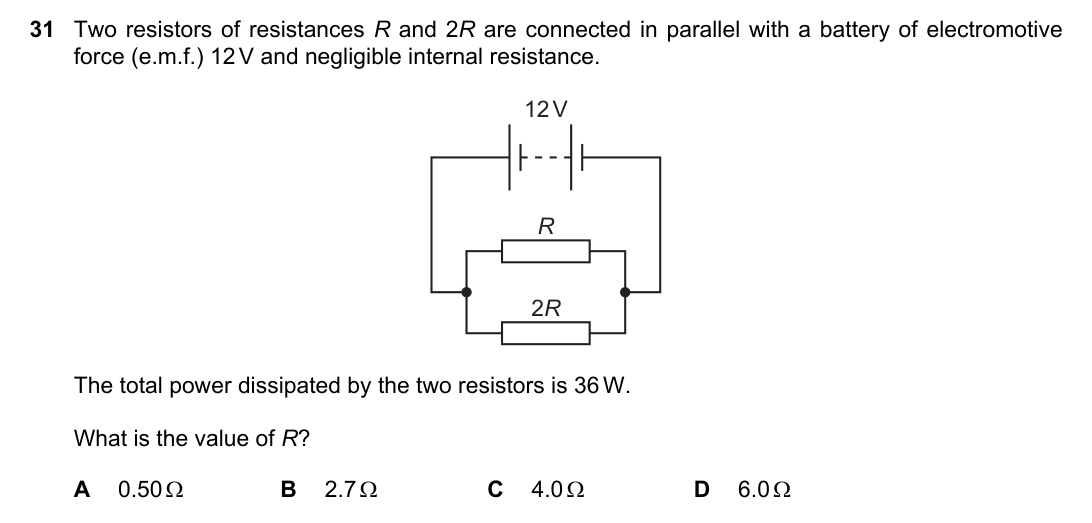 31 Two resistors of resistances R and 2R are connected in parallel with a battery of electromotive
force (e.m.f.) 12 V and negligible internal resistance.
12 V
R
2R
The total power dissipated by the two resistors is 36 W.
What is the value of R?
A 0.50 Ω B 2.7 Ω C 4.0 Ω D 6.0 Ω